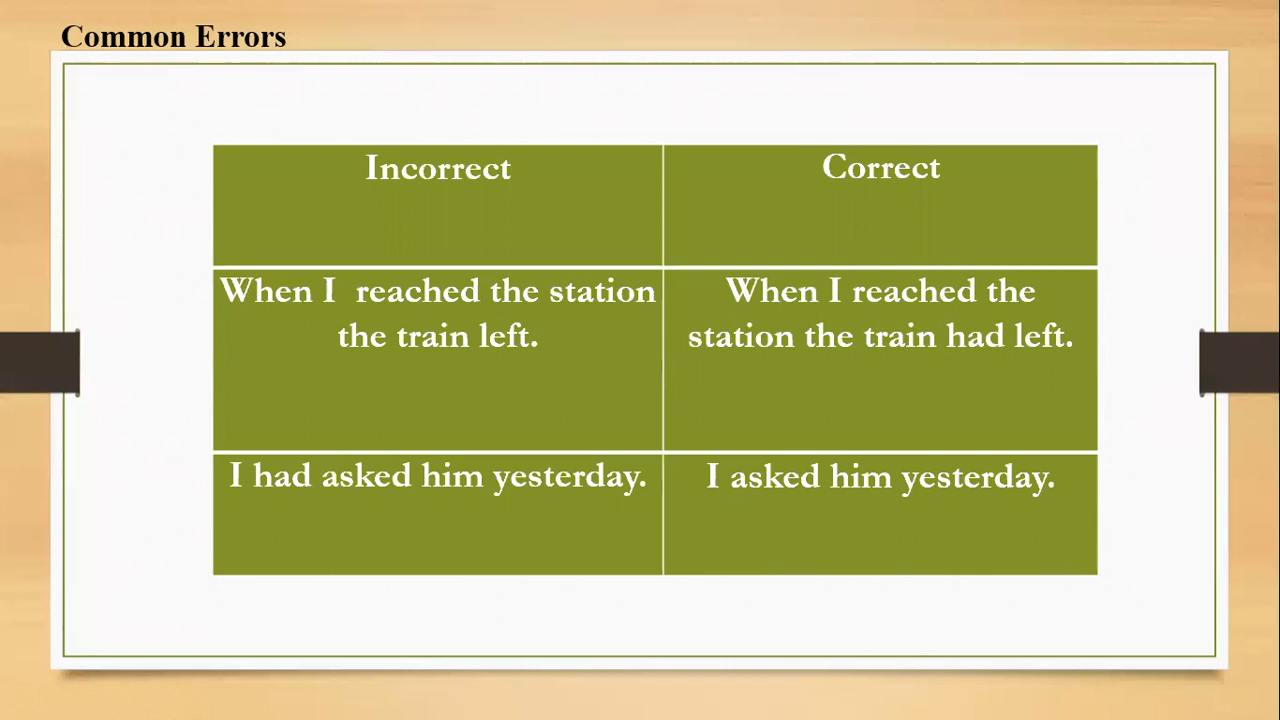 Common Errors
Incorrect
Correct
When I  reached the station
the train left.
When I reached the
station the train had left.
I had asked him yesterday.
I asked him yesterday.